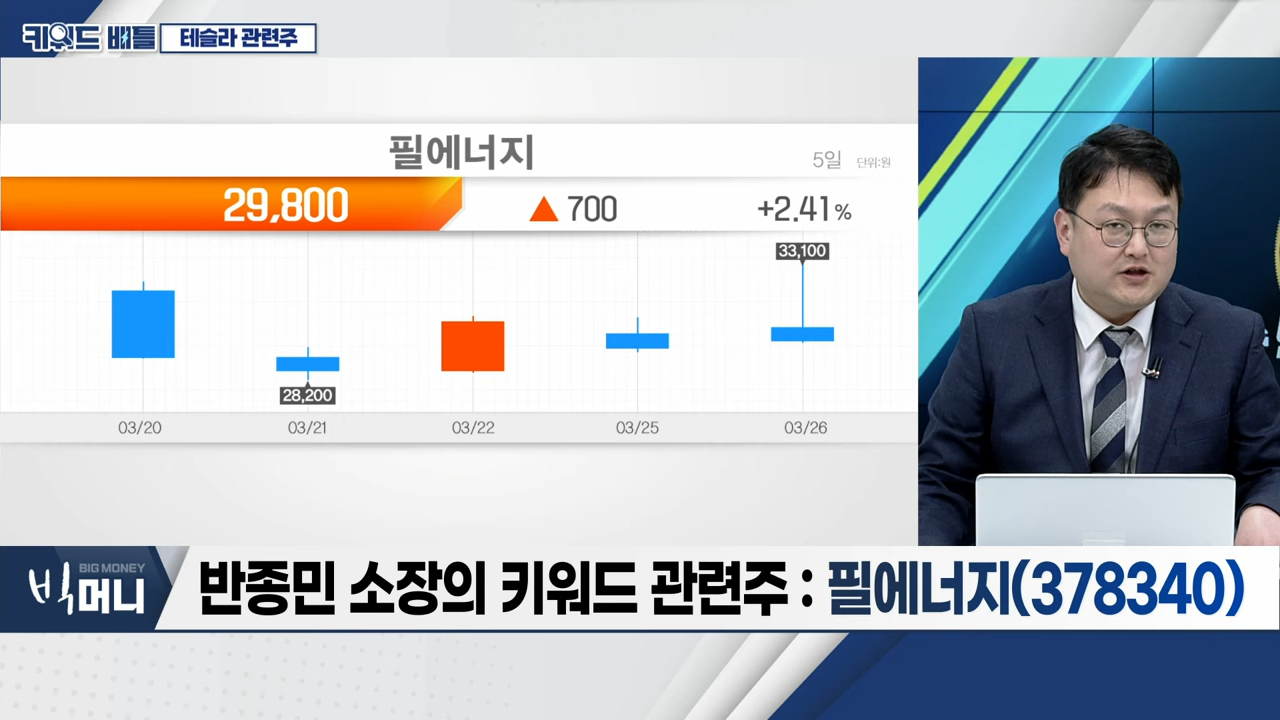 키워드 배틀
테슬라 관련주
필에너지
5일 단위:원
29,800 ▲ 700 +2.41%
33,100
28,200
03/20 03/21 03/22 03/25 03/26
빅머니 BIG MONEY
반종민 소장의 키워드 관련주 : 필에너지(378340)